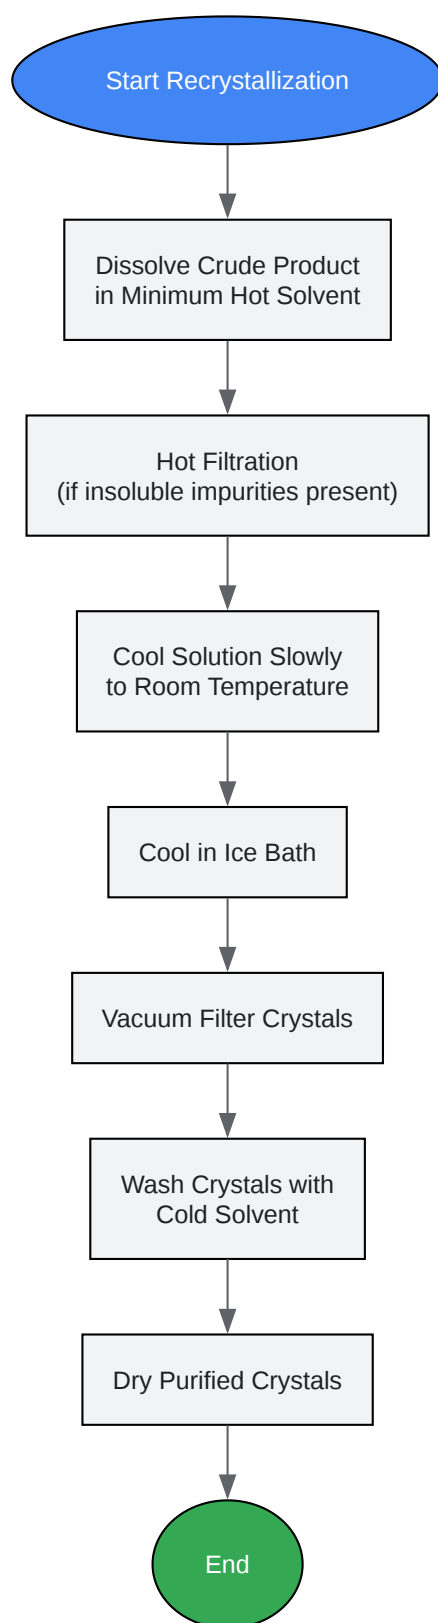 Start Recrystallization
Dissolve Crude Product
in Minimum Hot Solvent
Hot Filtration
(if insoluble impurities present)
Cool Solution Slowly
to Room Temperature
Cool in Ice Bath
Vacuum Filter Crystals
Wash Crystals with
Cold Solvent
Dry Purified Crystals
End